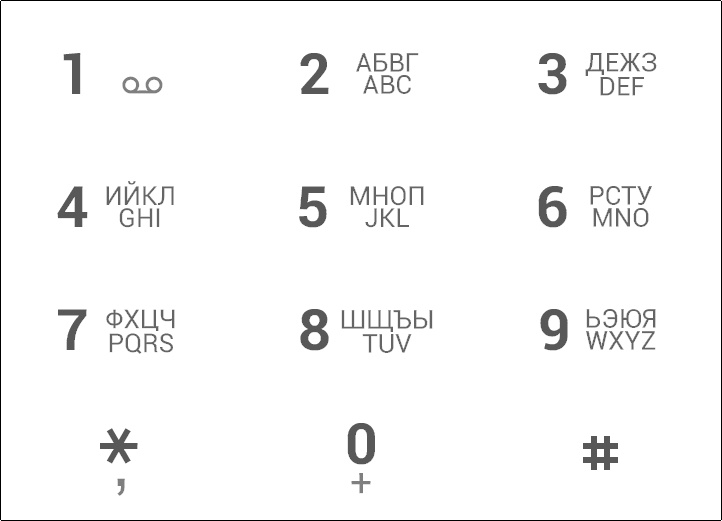 1
2 АБВГ
ABC
3 ДЕЖЗ
DEF
4 ИЙКЛ
GHI
5 МНОП
JKL
6 РСТУ
MNO
7 ФХЦЧ
PQRS
8 ШЩЪЫ
TUV
9 ЬЭЮЯ
WXYZ
*
,
0
+
#